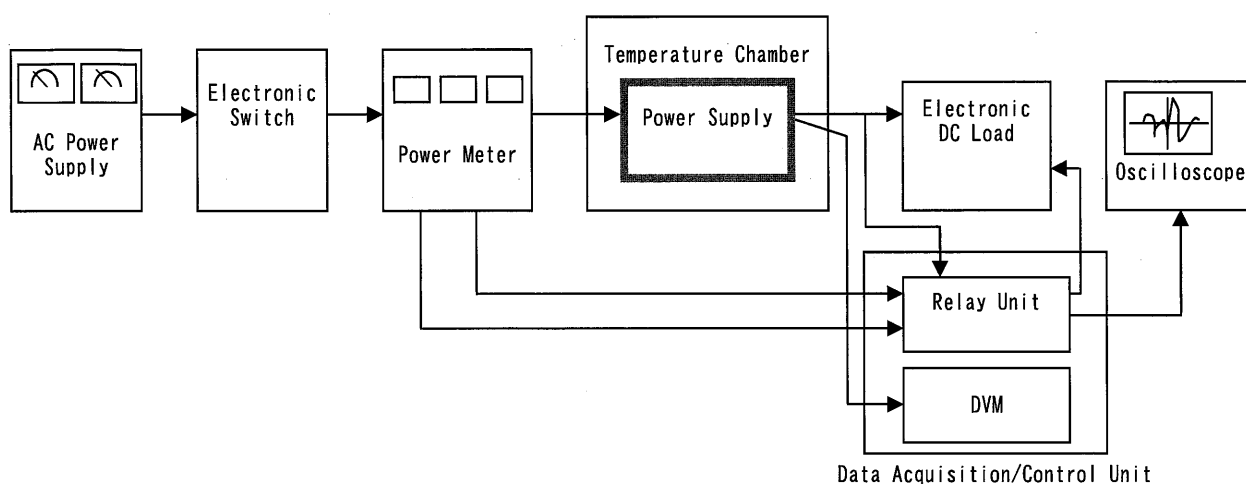 AC Power
Supply
Electronic
Switch
Power Meter
Temperature Chamber
Power Supply
Electronic
DC Load
Oscilloscope
Relay Unit
DVM
Data Acquisition/Control Unit